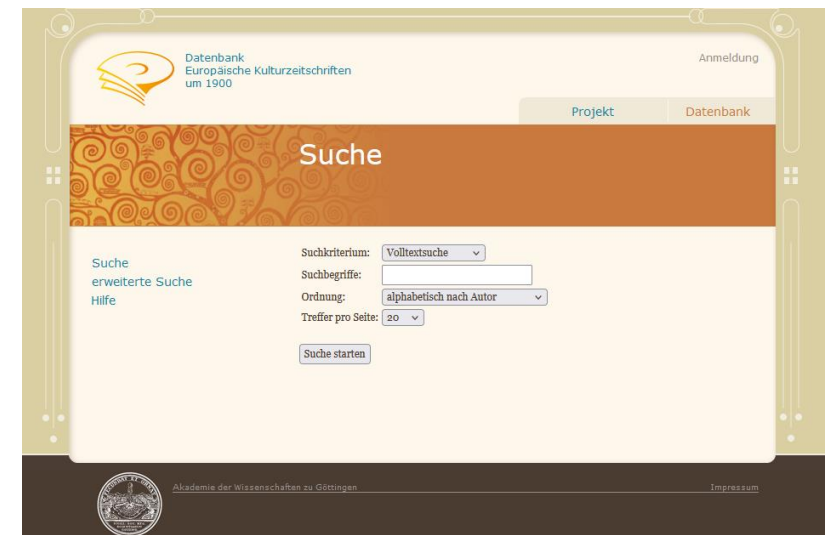 Datenbank
Europäische Kulturzeitschriften
um 1900
Anmeldung
Projekt
Datenbank
Suche
Suche
erweiterte Suche
Hilfe
Suchkriterium: Volltextsuche
Suchbegriffe:
Ordnung: alphabetisch nach Autor
Treffer pro Seite: 20
Suche starten
Akademie der Wissenschaften zu Göttingen
Impressum